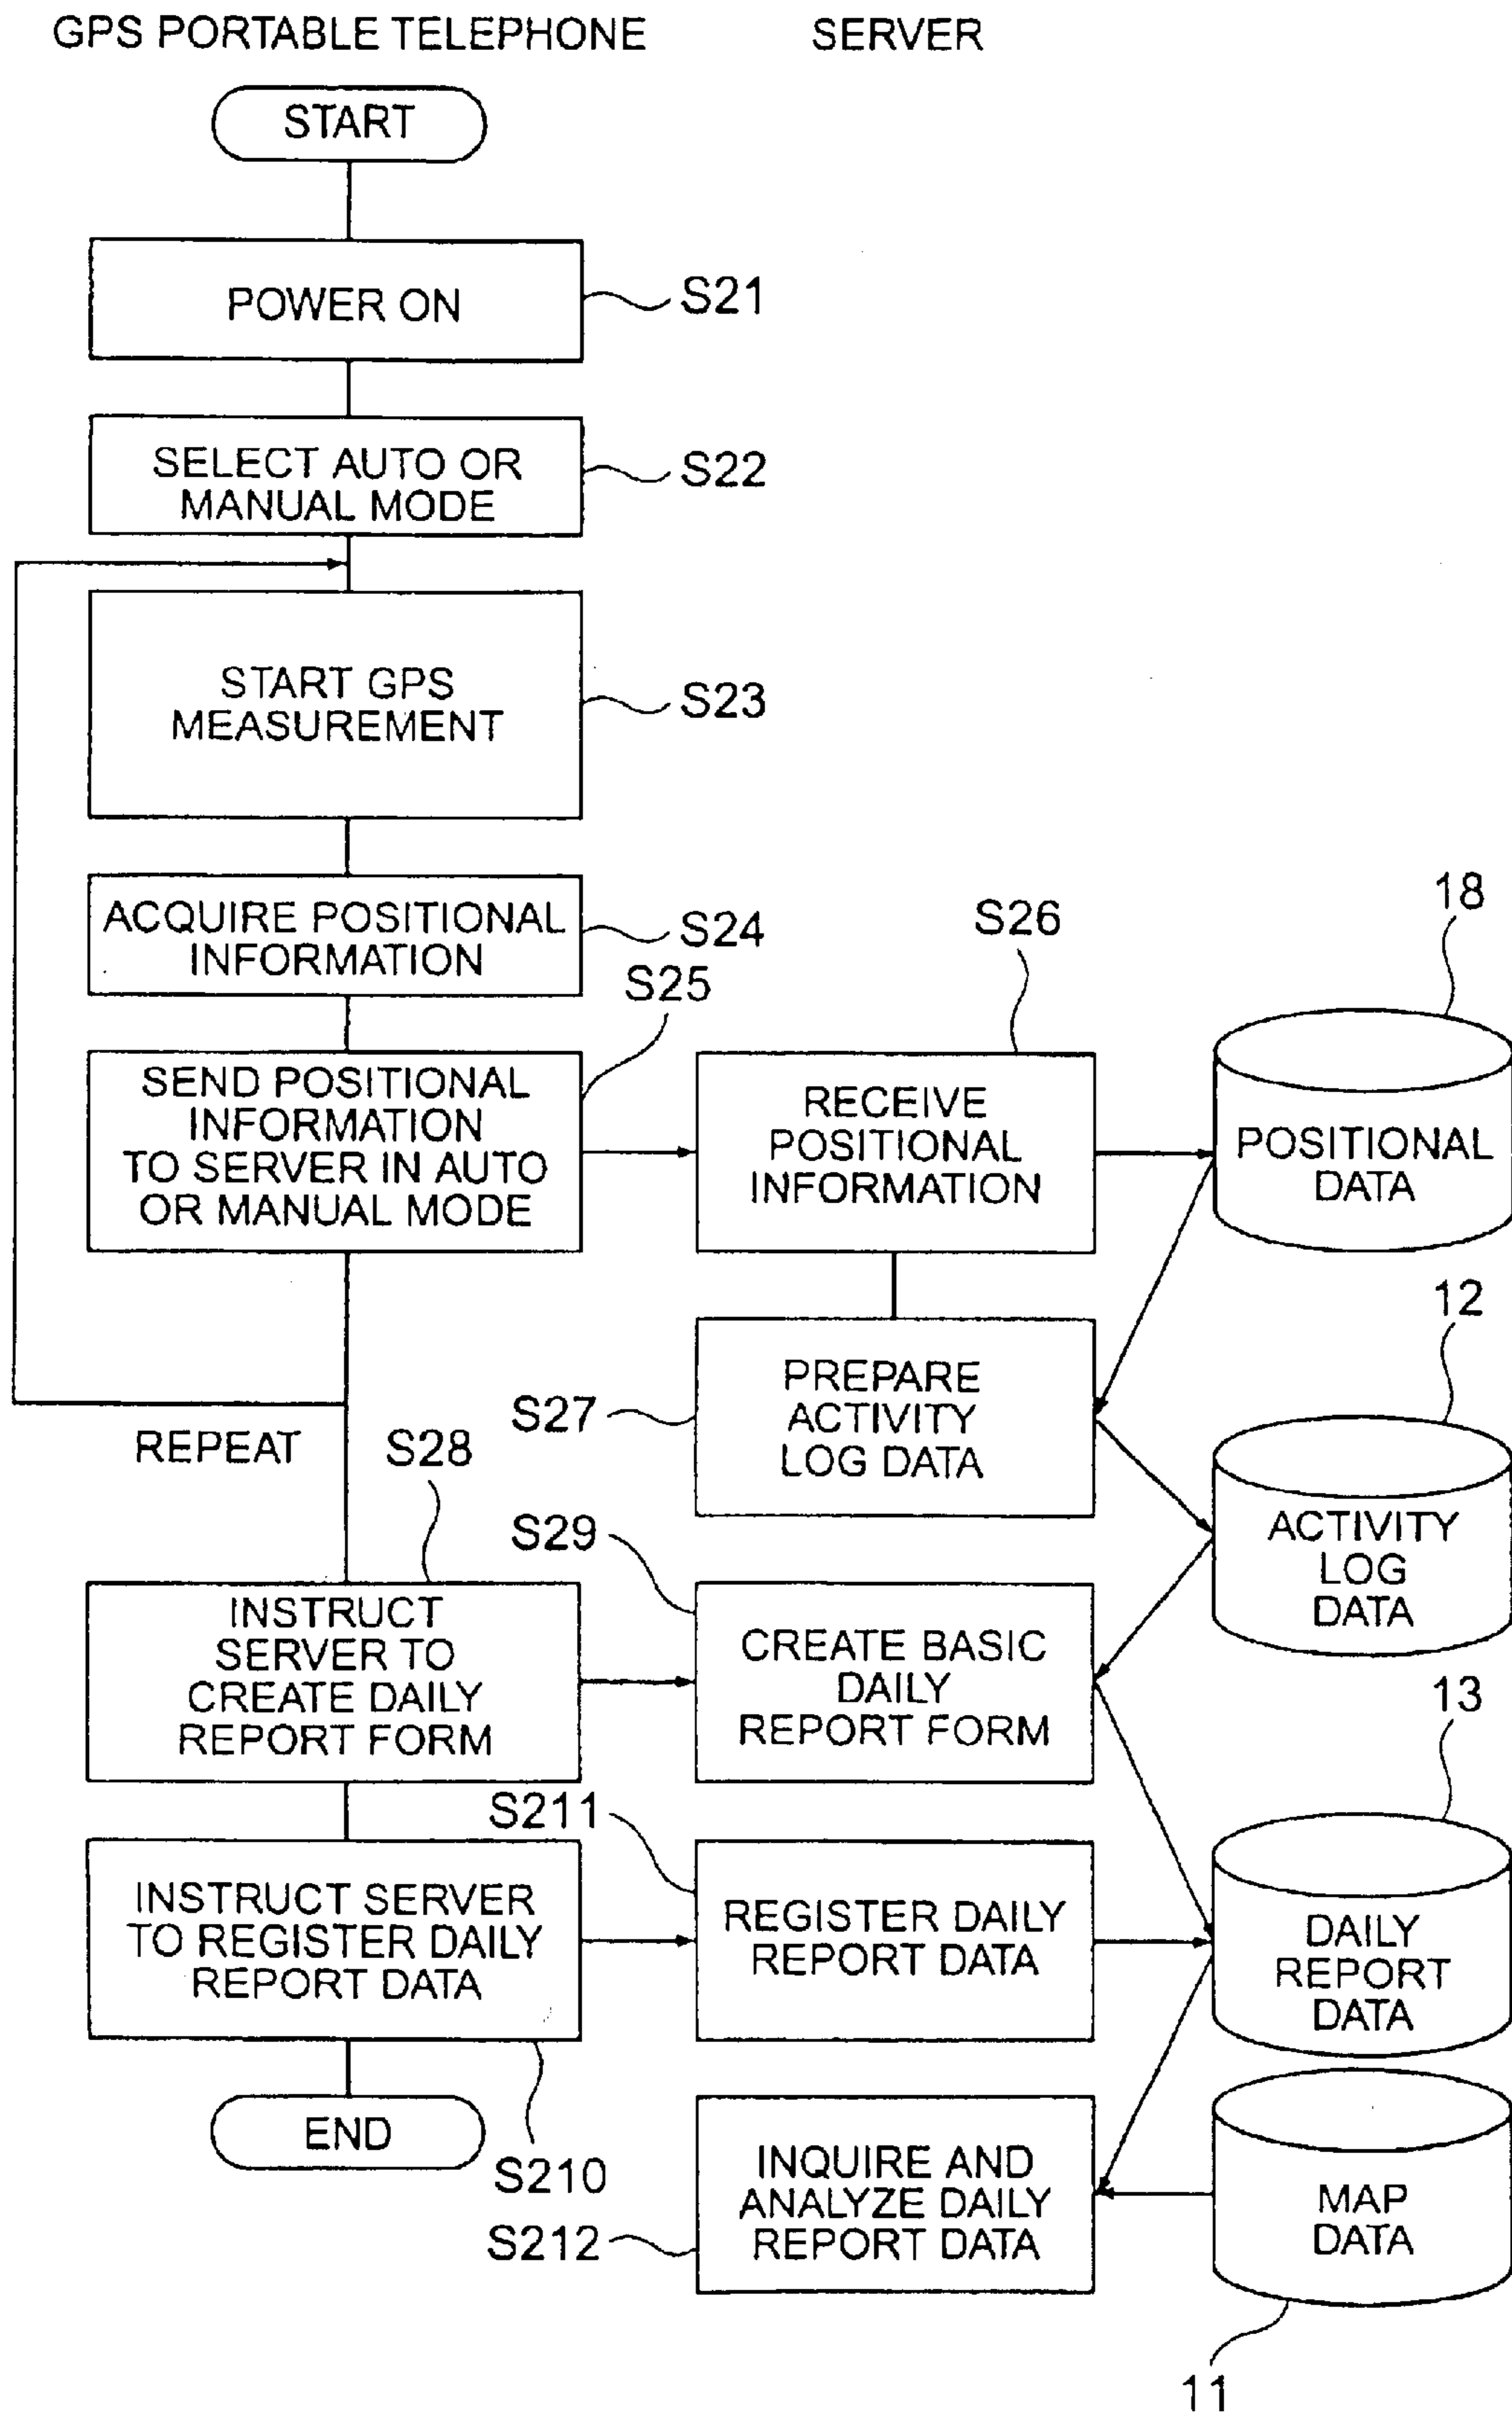 GPS PORTABLE TELEPHONE
SERVER
START
POWER ON
S21
SELECT AUTO OR
MANUAL MODE
S22
START GPS
MEASUREMENT
S23
ACQUIRE POSITIONAL
INFORMATION
S24
S25
SEND POSITIONAL
INFORMATION
TO SERVER IN AUTO
OR MANUAL MODE
S26
RECEIVE
POSITIONAL
INFORMATION
18
POSITIONAL
DATA
S27
PREPARE
ACTIVITY
LOG DATA
12
ACTIVITY
LOG
DATA
REPEAT
S28
INSTRUCT
SERVER TO
CREATE DAILY
REPORT FORM
S29
CREATE BASIC
DAILY
REPORT FORM
13
DAILY
REPORT
DATA
INSTRUCT SERVER
TO REGISTER DAILY
REPORT DATA
S211
REGISTER DAILY
REPORT DATA
END
S210
S212
INQUIRE AND
ANALYZE DAILY
REPORT DATA
MAP
DATA
11